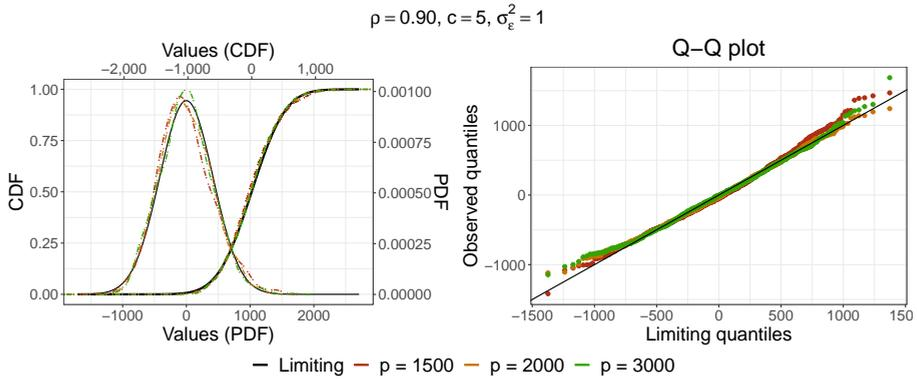 ρ = 0.90, c = 5, σ²_ε = 1
Values (CDF)
−2,000 −1,000 0 1,000
CDF
1.00
0.75
0.50
0.25
0.00
0.00100
0.00075
0.00050
0.00025
0.00000
PDF
−1000 0 1000 2000
Values (PDF)
Q−Q plot
Observed quantiles
1000
0
−1000
−1500 −1000 −500 0 500 1000 1500
Limiting quantiles
Limiting p = 1500 p = 2000 p = 3000